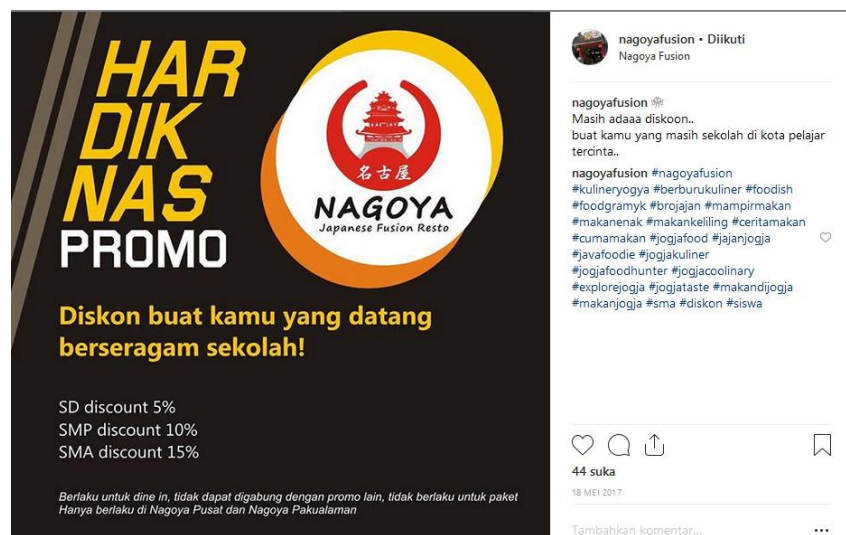 HAR
DIK
NAS
PROMO
名古屋
NAGOYA
Japanese Fusion Resto
Diskon buat kamu yang datang
berseragam sekolah!
SD discount 5%
SMP discount 10%
SMA discount 15%
Berlaku untuk dine in, tidak dapat digabung dengan promo lain, tidak berlaku untuk paket
Hanya berlaku di Nagoya Pusat dan Nagoya Pakualaman
nagoyafusion • Diikuti
Nagoya Fusion
nagoyafusion
Masih adaaa diskoon..
buat kamu yang masih sekolah di kota pelajar
tercinta..
nagoyafusion #nagoyafusion
#kulineryogya #berburukuliner #foodish
#foodgramyk #brojajan #mampirmakan
#makanenak #makankeliling #ceritamakan
#cumamakan #jogjafood #jajanjogja
#javafoodie #jogjakuliner
#jogjafoodhunter #jogjacoolinary
#explorejogja #jogjataste #makandijogja
#makanjogja #sma #diskon #siswa
44 suka
18 MEI 2017
Tambahkan komentar...